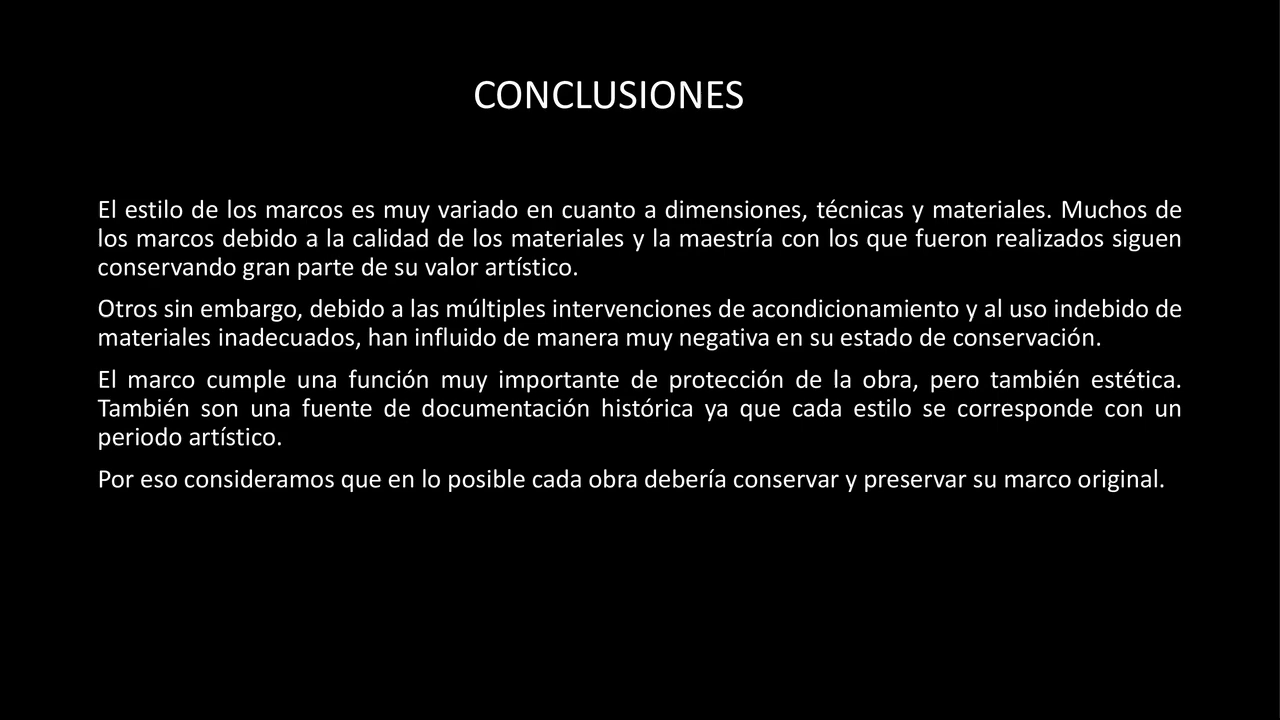 CONCLUSIONES
El estilo de los marcos es muy variado en cuanto a dimensiones, técnicas y materiales. Muchos de
los marcos debido a la calidad de los materiales y la maestría con los que fueron realizados siguen
conservando gran parte de su valor artístico.
Otros sin embargo, debido a las múltiples intervenciones de acondicionamiento y al uso indebido de
materiales inadecuados, han influido de manera muy negativa en su estado de conservación.
El marco cumple una función muy importante de protección de la obra, pero también estética.
También son una fuente de documentación histórica ya que cada estilo se corresponde con un
periodo artístico.
Por eso consideramos que en lo posible cada obra debería conservar y preservar su marco original.